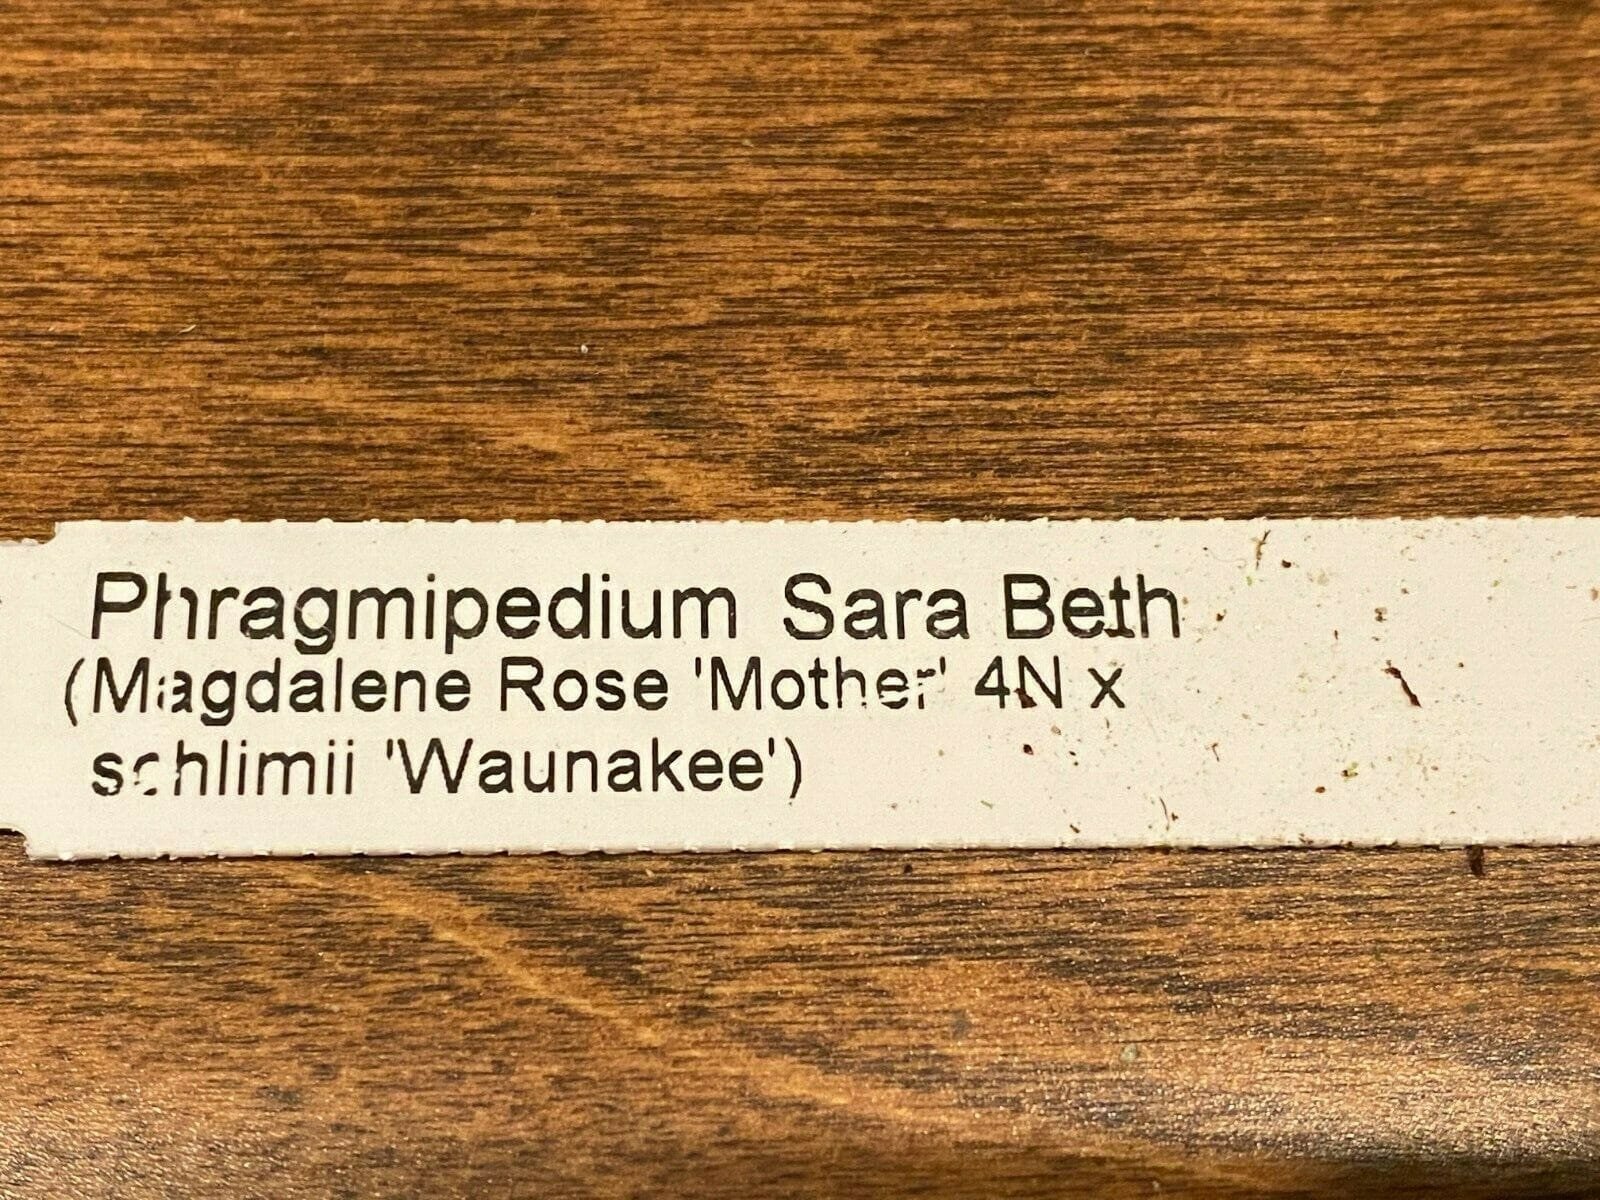 Phragmipedium Sara Beth
(Magdalene Rose 'Mother' 4N x
schlimii 'Waunakee')